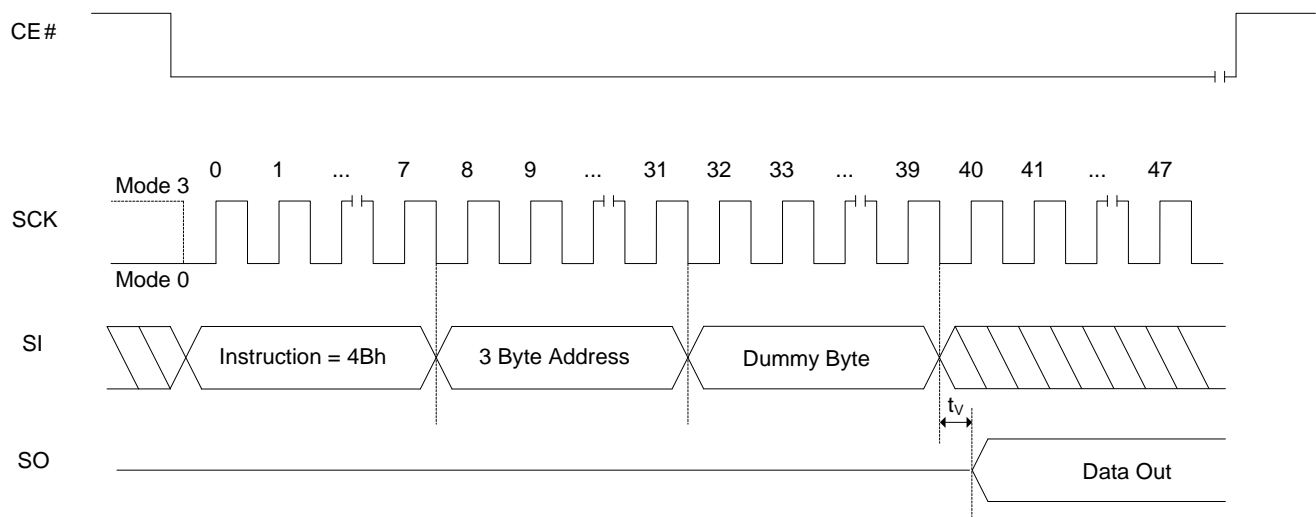 CE#
0 1 ... 7 8 9 ... 31 32 33 ... 39 40 41 ... 47
Mode 3
SCK
Mode 0
SI
Instruction = 4Bh
3 Byte Address
Dummy Byte
tV
SO
Data Out